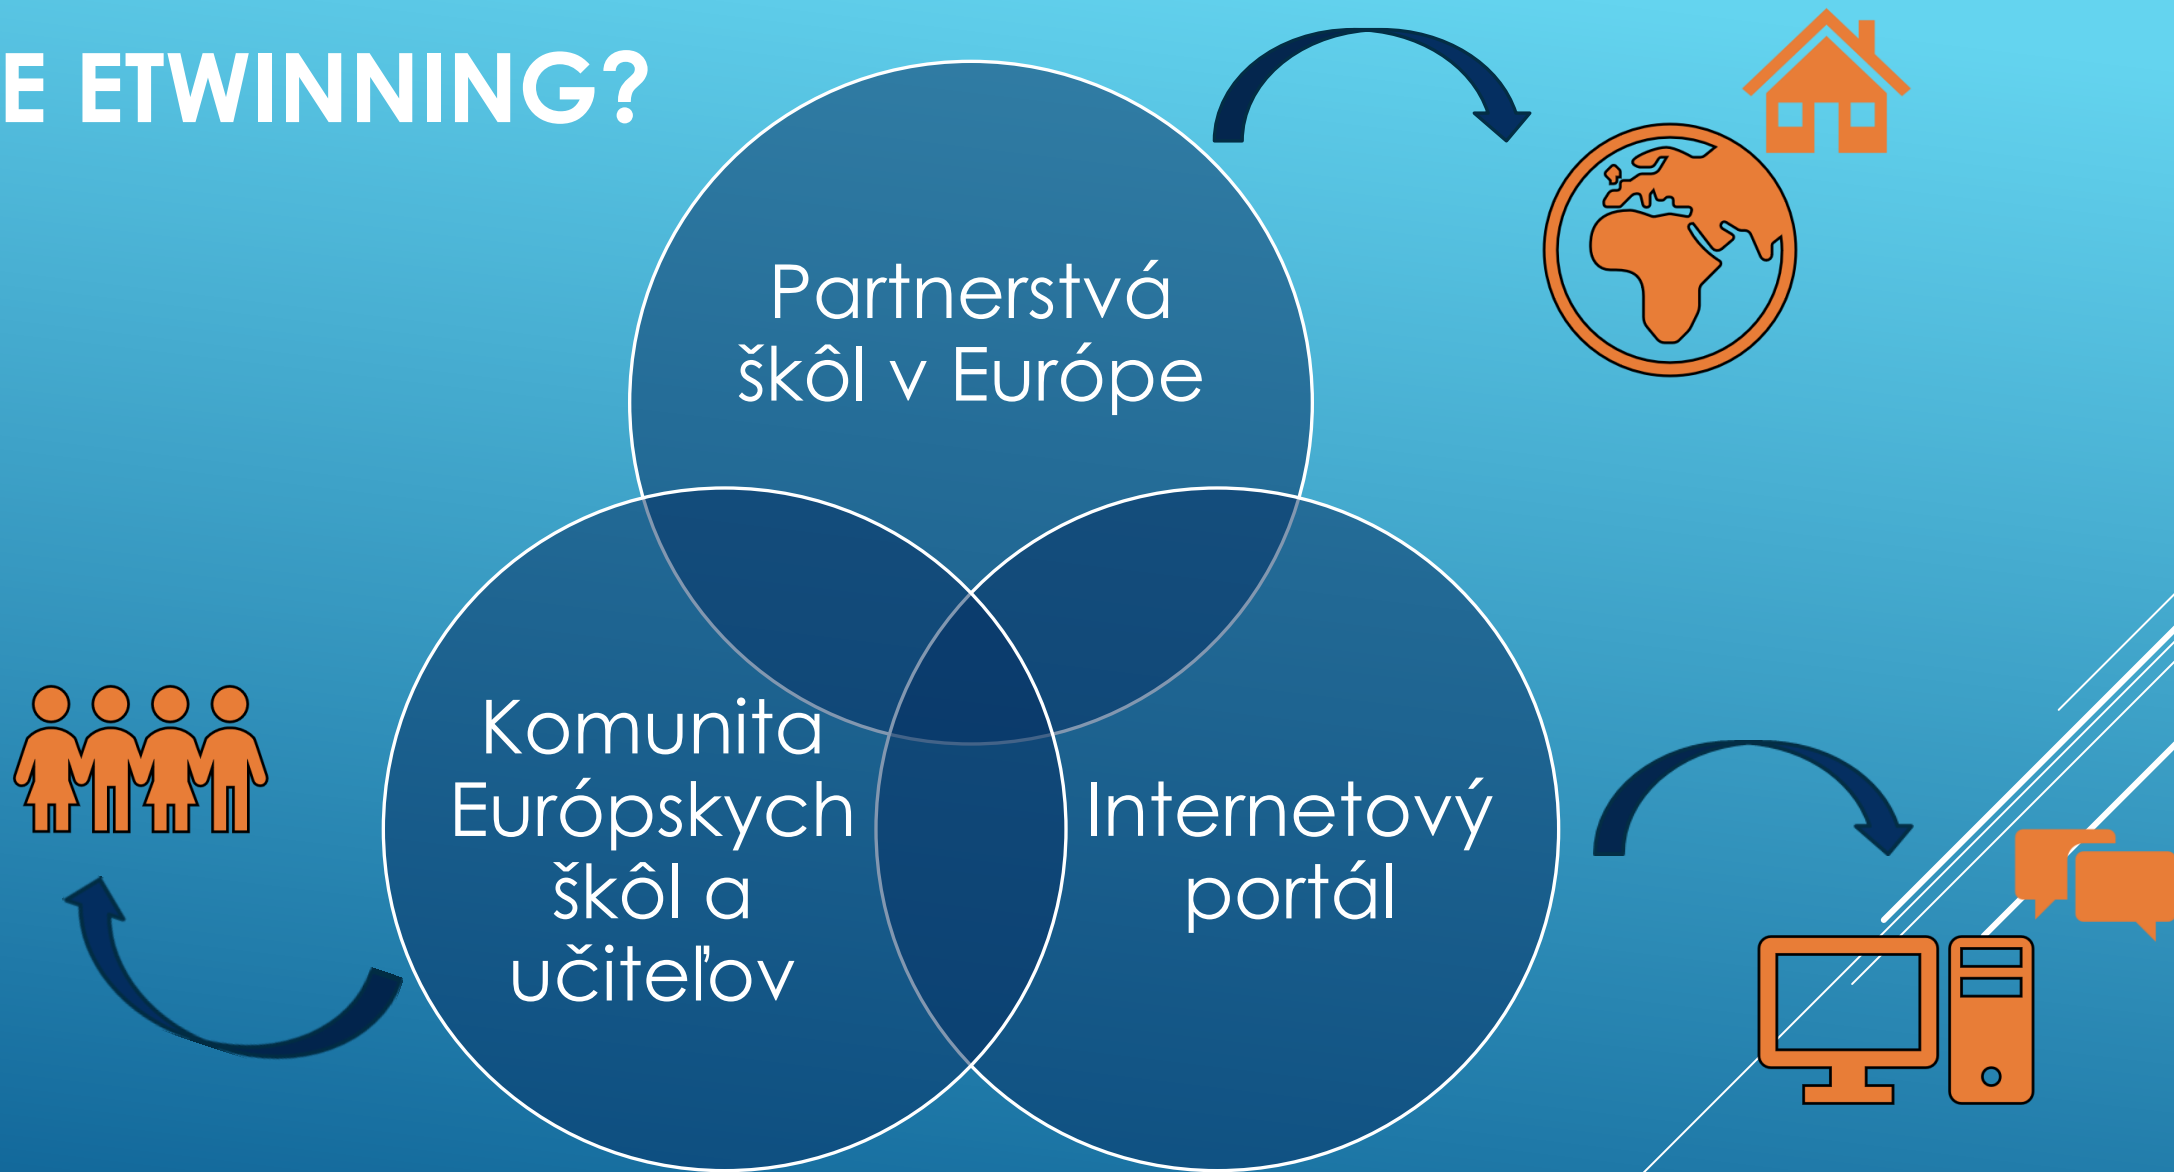 E ETWINNING?
Partnerstvá
škôl v Európe
Komunita
Európskych
škôl a
učiteľov
Internetový
portál